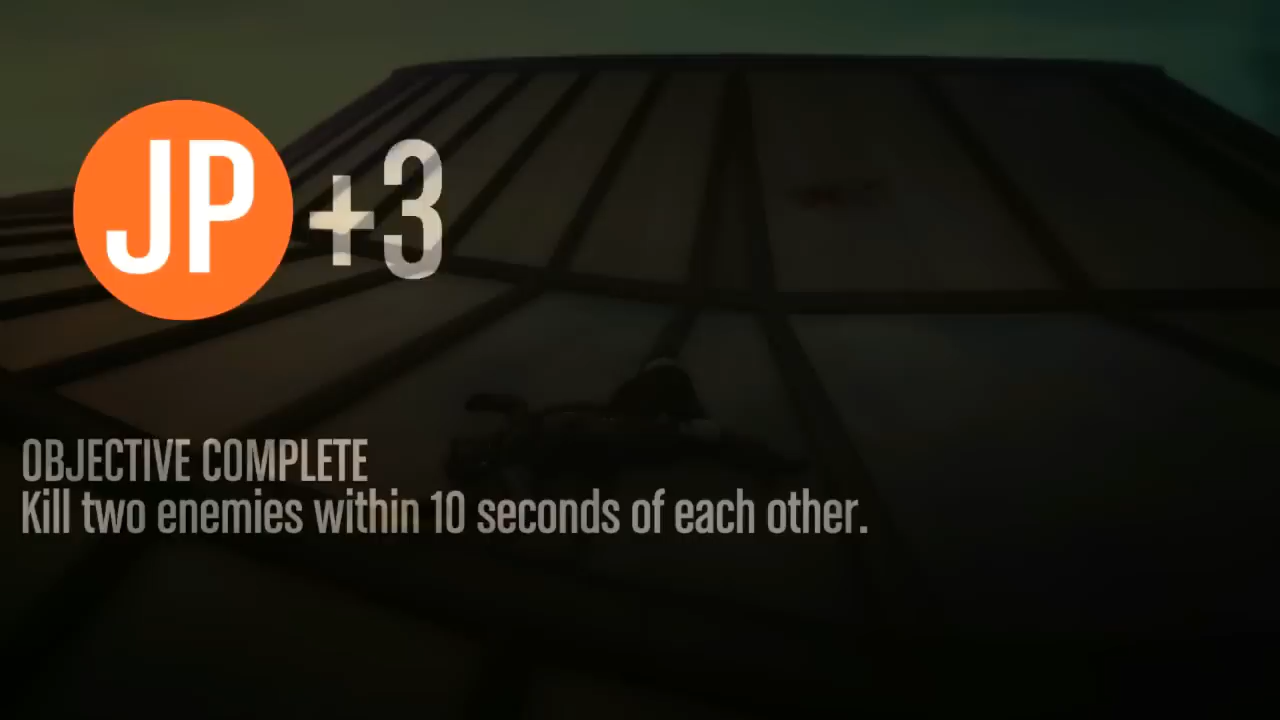 JP +3
OBJECTIVE COMPLETE
Kill two enemies within 10 seconds of each other.